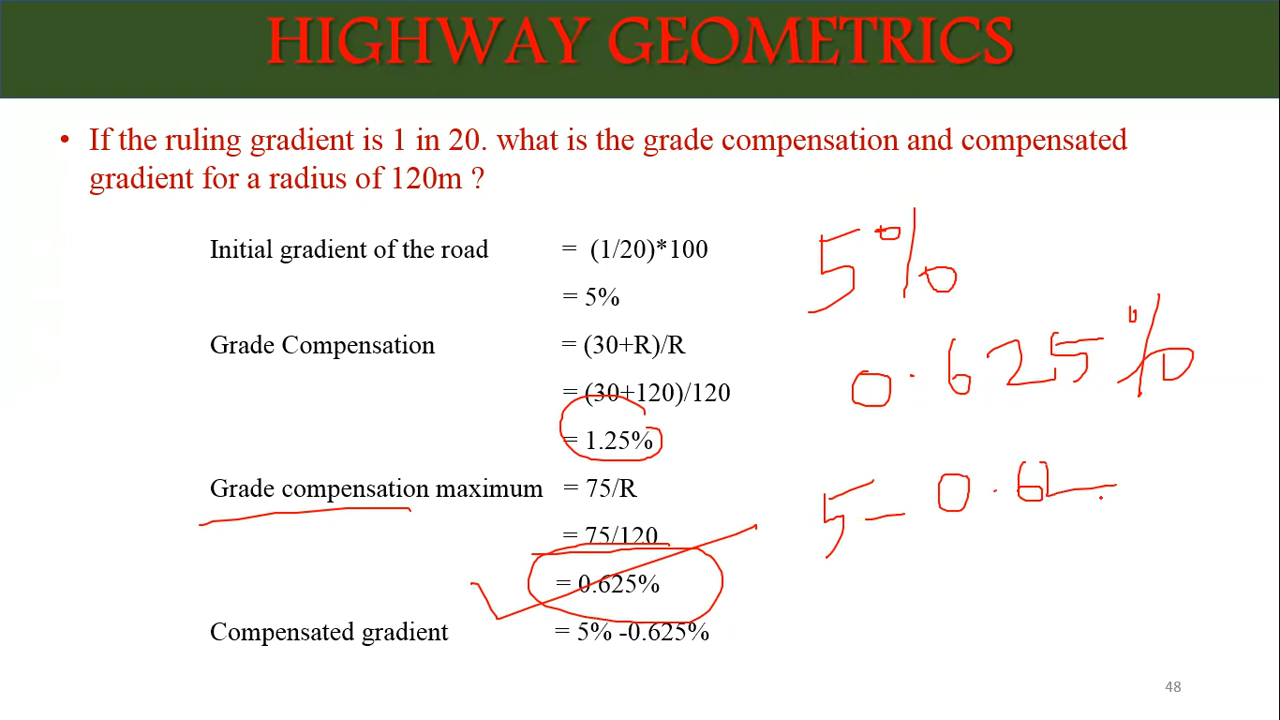 HIGHWAY GEOMETRICS
• If the ruling gradient is 1 in 20. what is the grade compensation and compensated
gradient for a radius of 120m ?
Initial gradient of the road = (1/20)*100
= 5%
5%
Grade Compensation = (30+R)/R
0.625%
= (30+120)/120
= 1.25%
Grade compensation maximum = 75/R
5 - 0.6
= 75/120
= 0.625%
Compensated gradient = 5% -0.625%
48